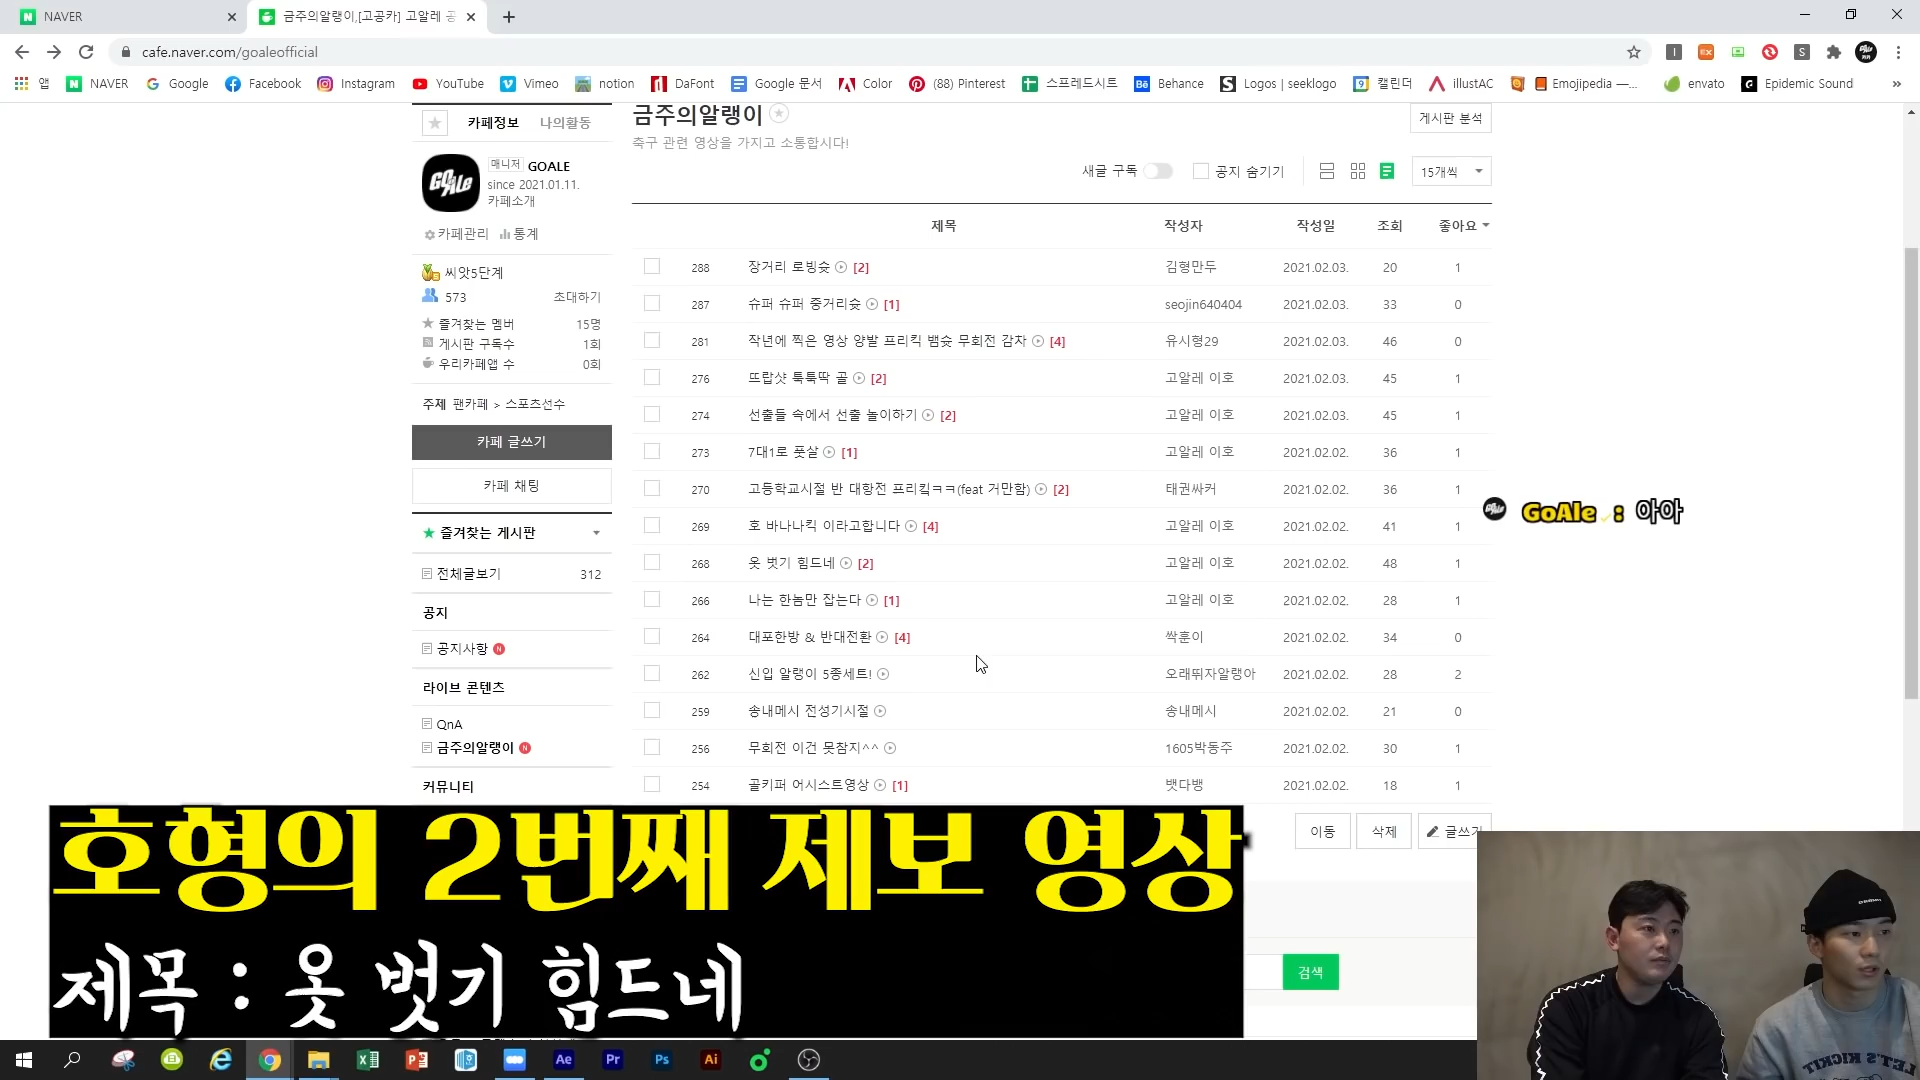 NAVER
금주의알랭이,[고공카] 고알레 공
cafe.naver.com/goaleofficial
앱 NAVER Google Facebook Instagram YouTube Vimeo notion DaFont Google 문서 Color (88) Pinterest 스프레드시트 Behance Logos | seeklogo 캘린더 illustAC Emojipedia —... envato Epidemic Sound
카페정보 나의활동
매니저 GOALE
since 2021.01.11.
카페소개
카페관리 통계
씨앗5단계
573 초대하기
즐겨찾는 멤버 15명
게시판 구독수 1회
우리카페앱 수 0회
주제 팬카페 > 스포츠선수
카페 글쓰기
카페 채팅
즐겨찾는 게시판
전체글보기 312
공지
공지사항 N
라이브 콘텐츠
QnA
금주의알랭이 N
커뮤니티
금주의알랭이
게시판 분석
축구 관련 영상을 가지고 소통합시다!
새글 구독 공지 숨기기 15개씩
제목 작성자 작성일 조회 좋아요
288 장거리 로빙슛 [2] 김형만두 2021.02.03. 20 1
287 슈퍼 슈퍼 중거리슛 [1] seojin640404 2021.02.03. 33 0
281 작년에 찍은 영상 양발 프리킥 뱀슛 무회전 감차 [4] 유시형29 2021.02.03. 46 0
276 뜨랍샷 툭툭딱 골 [2] 고알레 이호 2021.02.03. 45 1
274 선출들 속에서 선출 놀이하기 [2] 고알레 이호 2021.02.03. 45 1
273 7대1로 풋살 [1] 고알레 이호 2021.02.02. 36 1
270 고등학교시절 반 대항전 프리킼ㅋㅋ(feat 거만함) [2] 태권싸커 2021.02.02. 36 1
269 호 바나나킥 이라고합니다 [4] 고알레 이호 2021.02.02. 41 1
268 옷 벗기 힘드네 [2] 고알레 이호 2021.02.02. 48 1
266 나는 한놈만 잡는다 [1] 고알레 이호 2021.02.02. 28 1
264 대포한방 & 반대전환 [4] 싹훈이 2021.02.02. 34 0
262 신입 알랭이 5종세트! 오래뛰자알랭아 2021.02.02. 28 2
259 송내메시 전성기시절 송내메시 2021.02.02. 21 0
256 무회전 이건 못참지^^ 1605박동주 2021.02.02. 30 1
254 골키퍼 어시스트영상 [1] 뱃다뱅 2021.02.02. 18 1
이동 삭제 글쓰기
검색
GoAle : 아아
호형의 2번째 제보 영상
제목 : 옷 벗기 힘드네